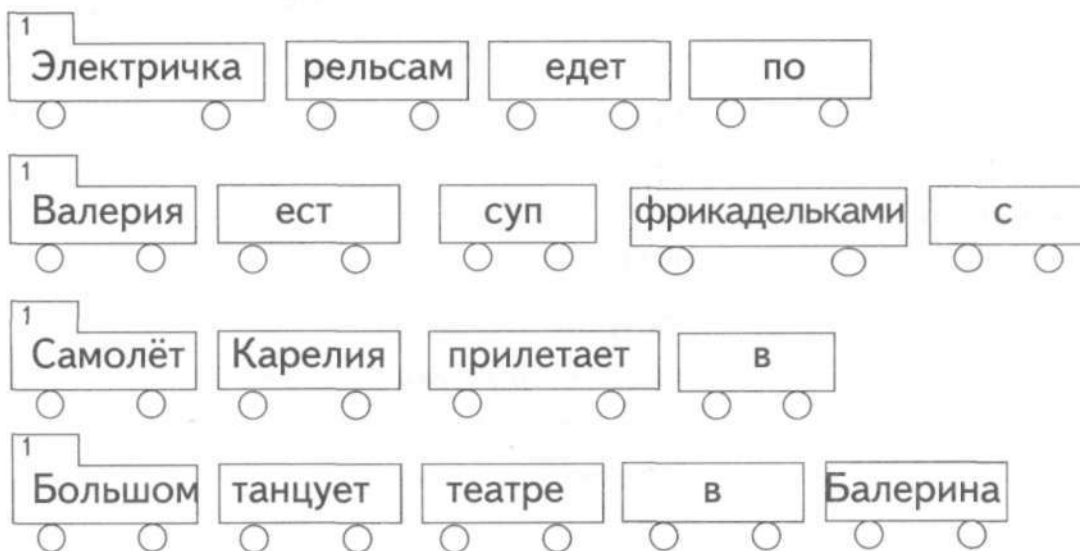 1
Электричка рельсам едет по
1
Валерия ест суп фрикадельками с
1
Самолёт Карелия прилетает в
1
Большом танцует театре в Балерина